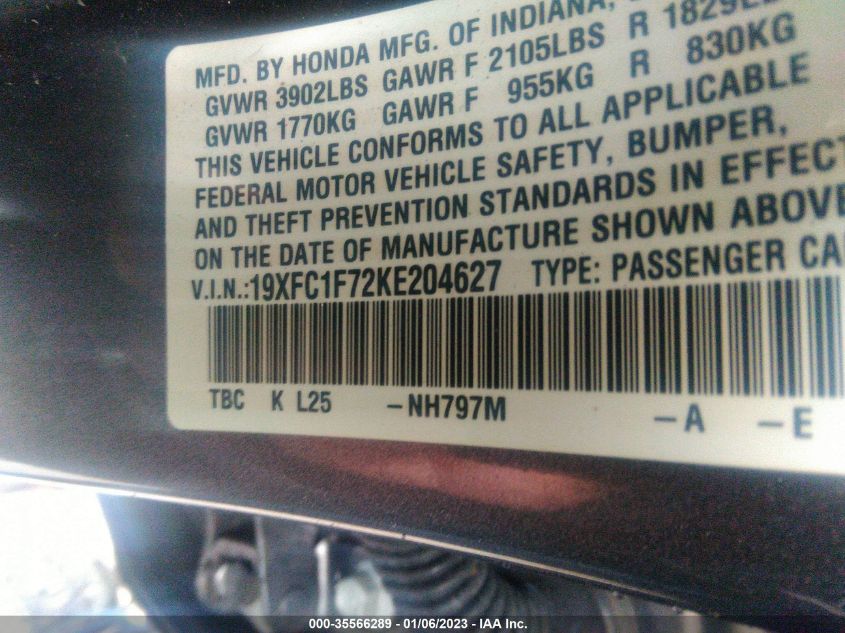 MFD. BY HONDA MFG. OF INDIANA,
GVWR 3902LBS GAWR F 2105LBS R
GVWR 1770KG GAWR F 955KG R 830KG
THIS VEHICLE CONFORMS TO ALL APPLICABLE
FEDERAL MOTOR VEHICLE SAFETY, BUMPER,
AND THEFT PREVENTION STANDARDS IN EFFECT
ON THE DATE OF MANUFACTURE SHOWN ABOVE
V.I.N.:19XFC1F72KE204627 TYPE: PASSENGER
TBC K L25 -NH797M -A -E
000-35566289 - 01/06/2023 - IAA Inc.